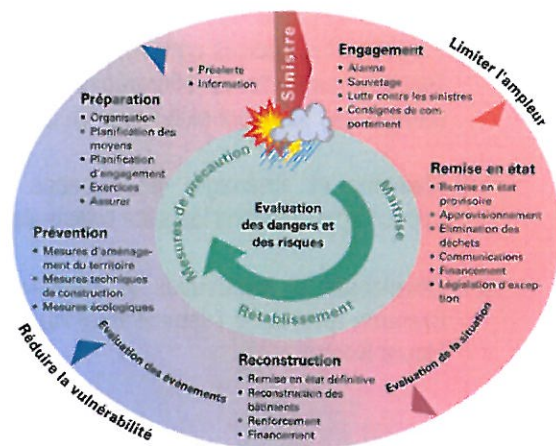 Sinistre
Engagement
• Alarme
• Sauvetage
• Lutte contre les sinistres
• Consignes de com-
portement
Limiter l'ampleur
Remise en état
• Remise en état
provisoire
• Approvisionnement
• Elimination des
déchets
• Communications
• Financement
• Législation d'excep-
tion
Evaluation de la situation
Reconstruction
• Remise en état définitive
• Reconstruction des
bâtiments
• Renforcement
• Financement
Evaluation des événements
Réduire la vulnérabilité
Prévention
• Mesures d'aménage-
ment du territoire
• Mesures techniques
de construction
• Mesures écologiques
Préparation
• Organisation
• Planification des
moyens
• Planification
d'engagement
• Exercices
• Assurer
• Préalerte
• Information
Mesures de précaution
Maîtrise
Rétablissement
Evaluation
des dangers et
des risques